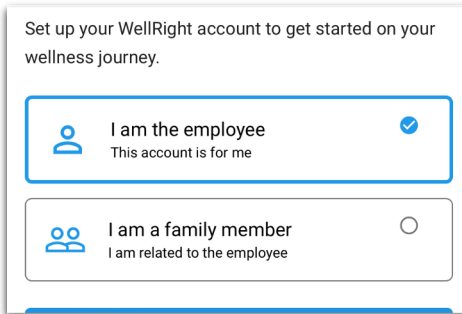 Set up your WellRight account to get started on your
wellness journey.
I am the employee
This account is for me
I am a family member
I am related to the employee